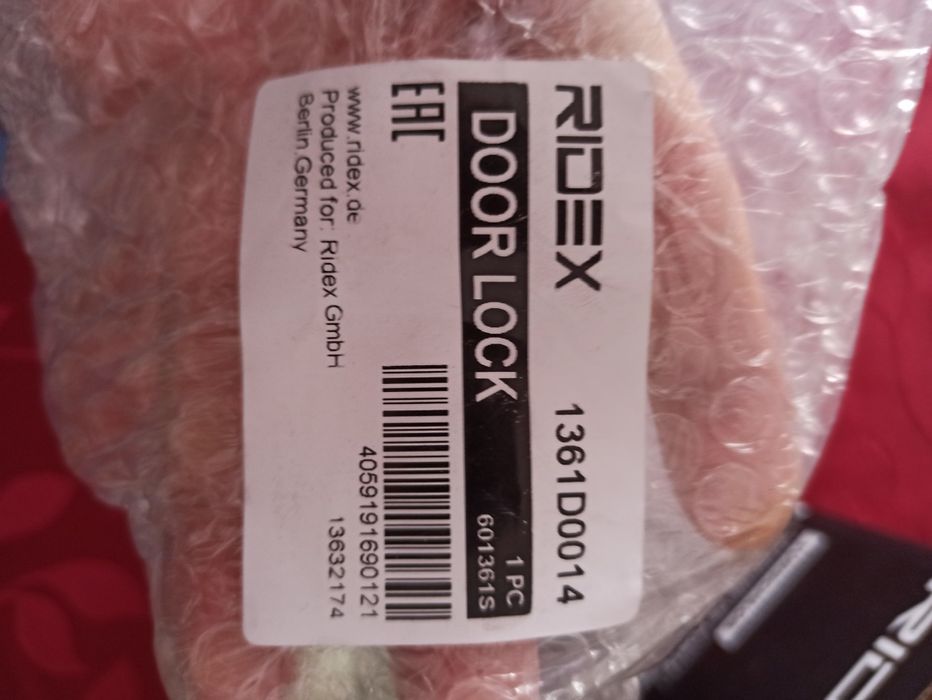 RIDEX 1361D0014
DOOR LOCK
1 PC
601361S
EAC
www.ridex.de
Produced for: Ridex GmbH
Berlin.Germany
4059191690121
13632174
RIDEX